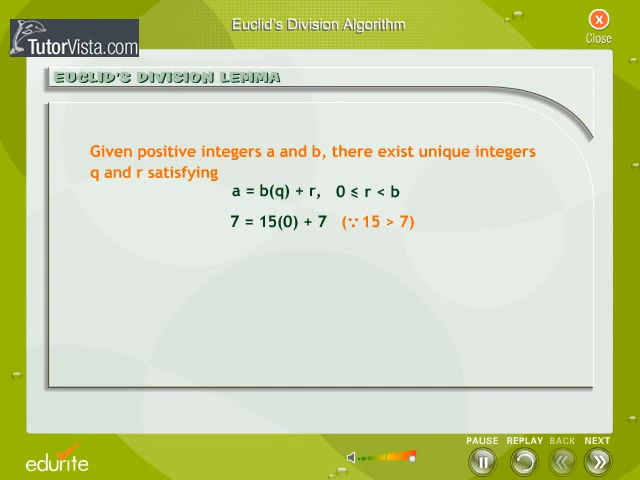 Euclid's Division Algorithm
x
Close
TutorVista.com
EUCLID'S DIVISION LEMMA
Given positive integers a and b, there exist unique integers
q and r satisfying
a = b(q) + r, 0 ⩽ r < b
7 = 15(0) + 7 (∵ 15 > 7)
PAUSE REPLAY BACK NEXT
edurite